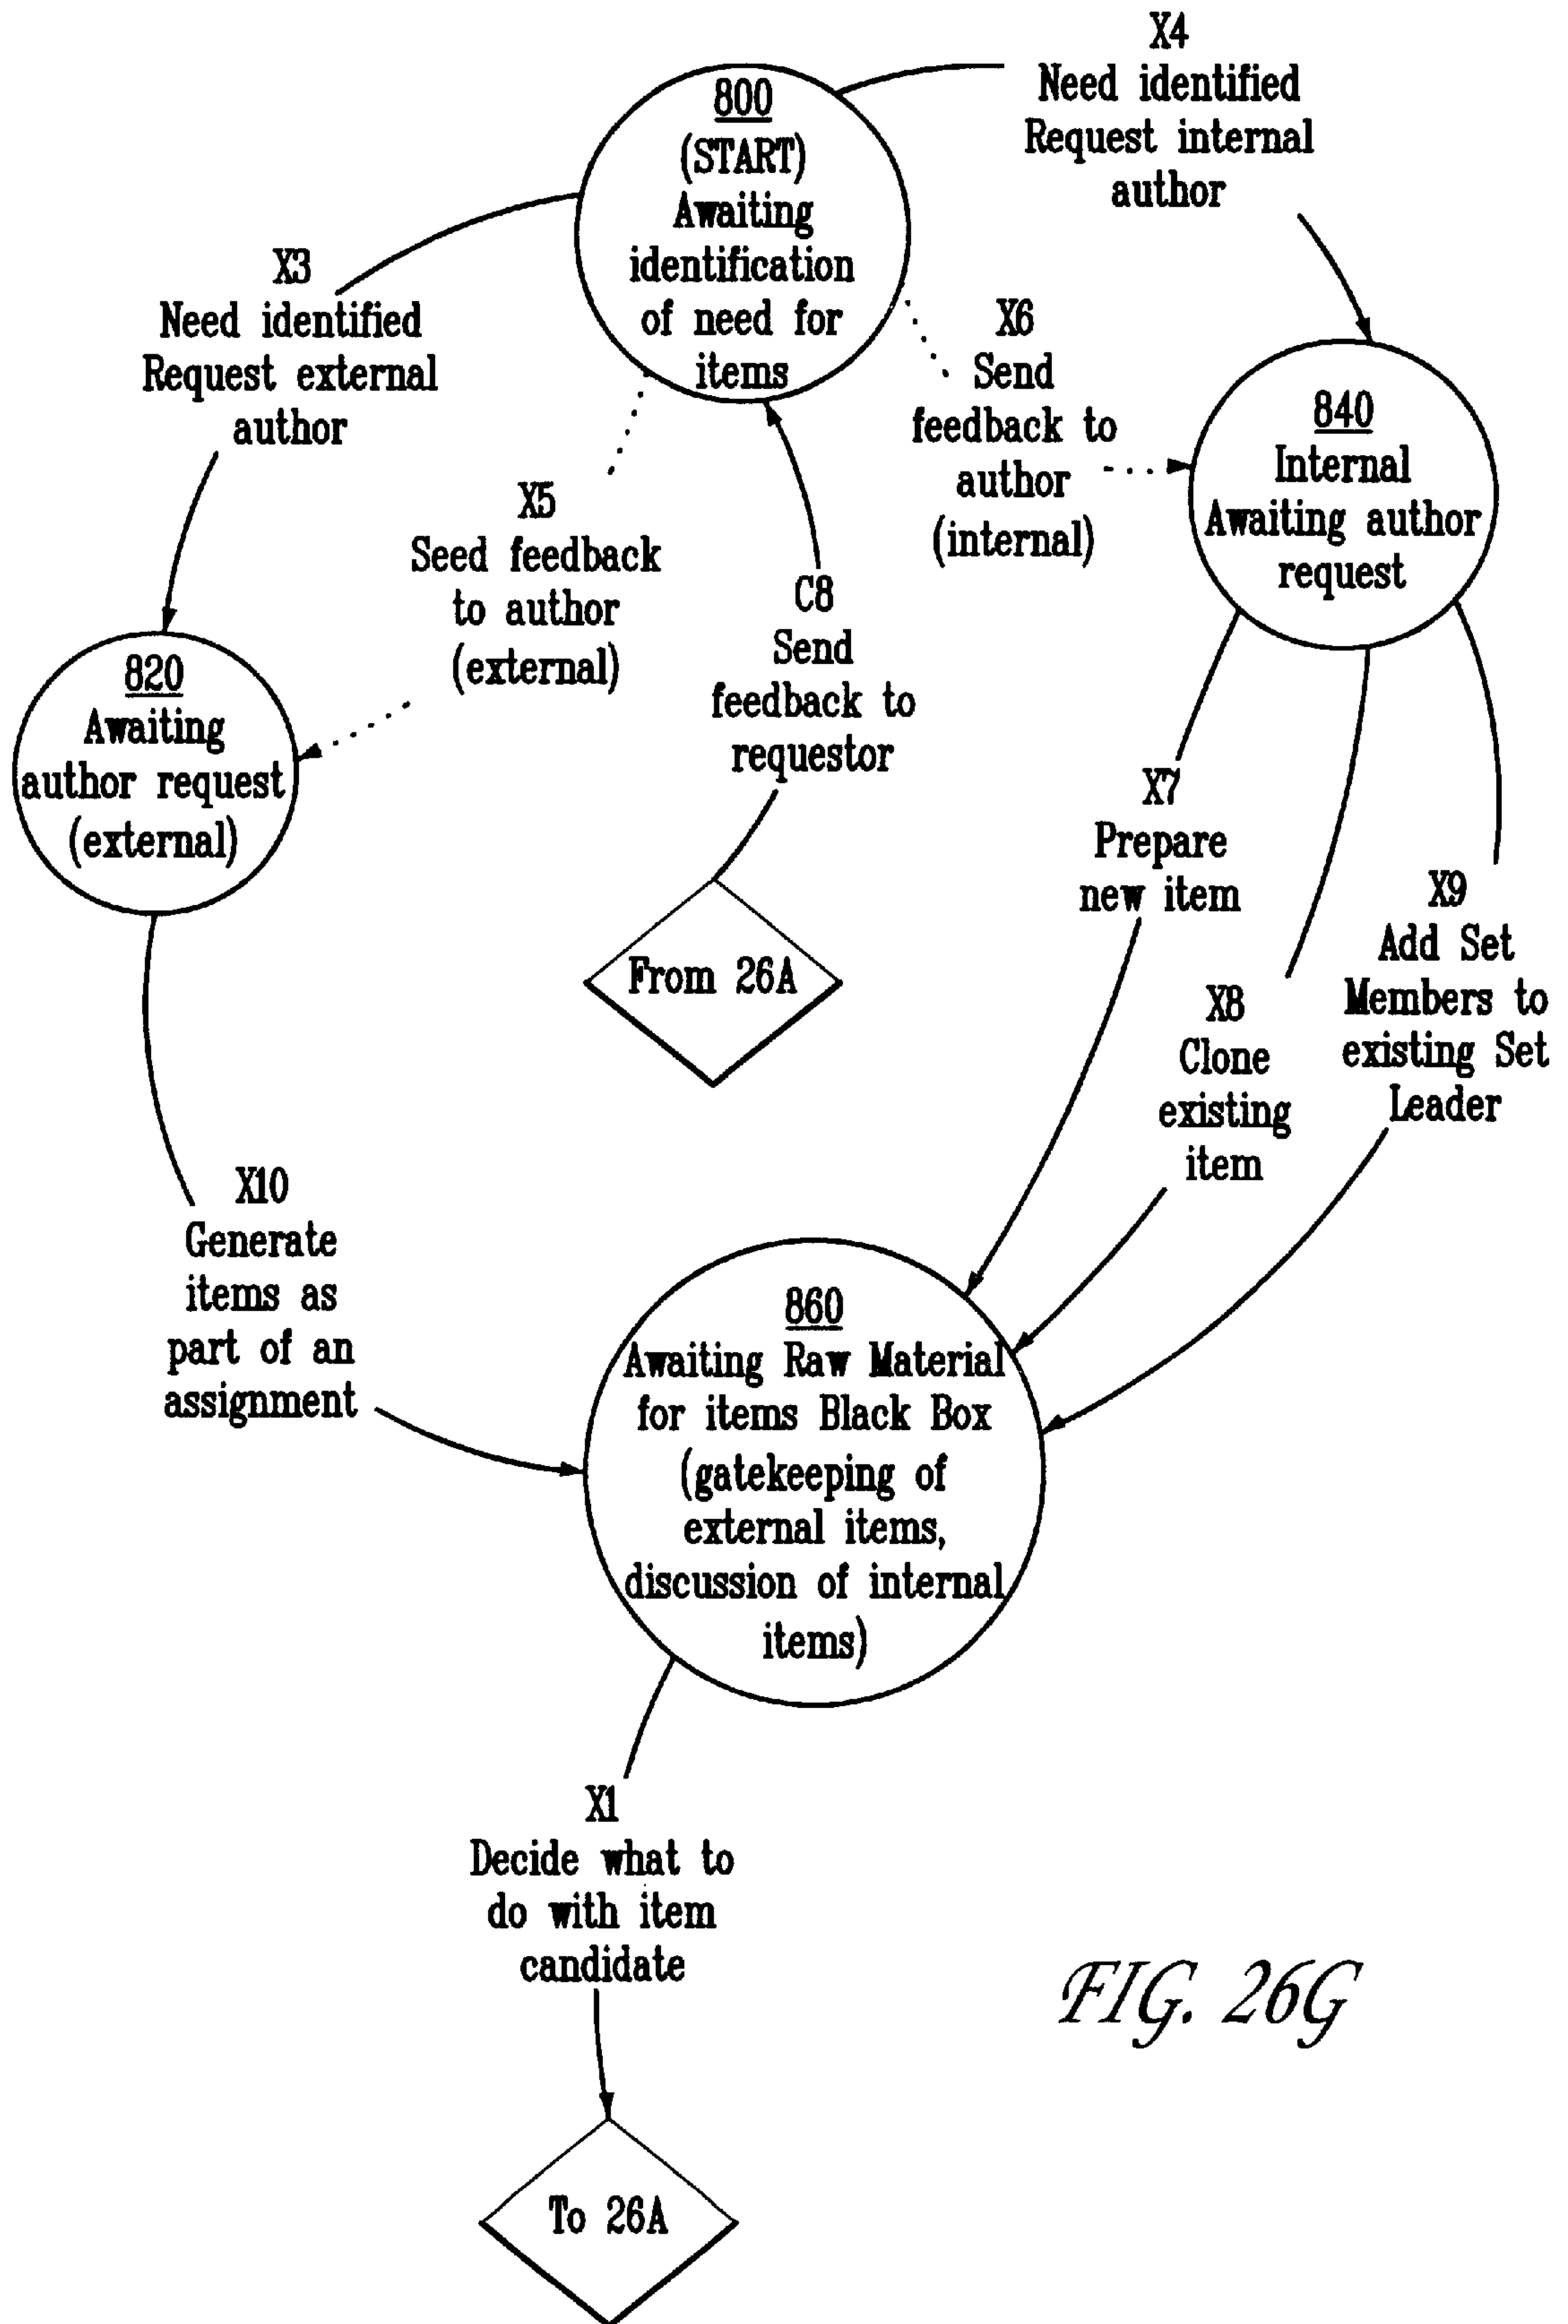 X4
Need identified
Request internal
author
800
(START)
Awaiting
identification
of need for
items
X3
Need identified
Request external
author
X6
Send
feedback to
author
(internal)
840
Internal
Awaiting author
request
X5
Seed feedback
to author
(external)
C8
Send
feedback to
requestor
820
Awaiting
author request
(external)
From 26A
X7
Prepare
new item
X8
Clone
existing
item
X9
Add Set
Members to
existing Set
Leader
X10
Generate
items as
part of an
assignment
860
Awaiting Raw Material
for items Black Box
(gatekeeping of
external items,
discussion of internal
items)
X1
Decide what to
do with item
candidate
To 26A
FIG. 26G